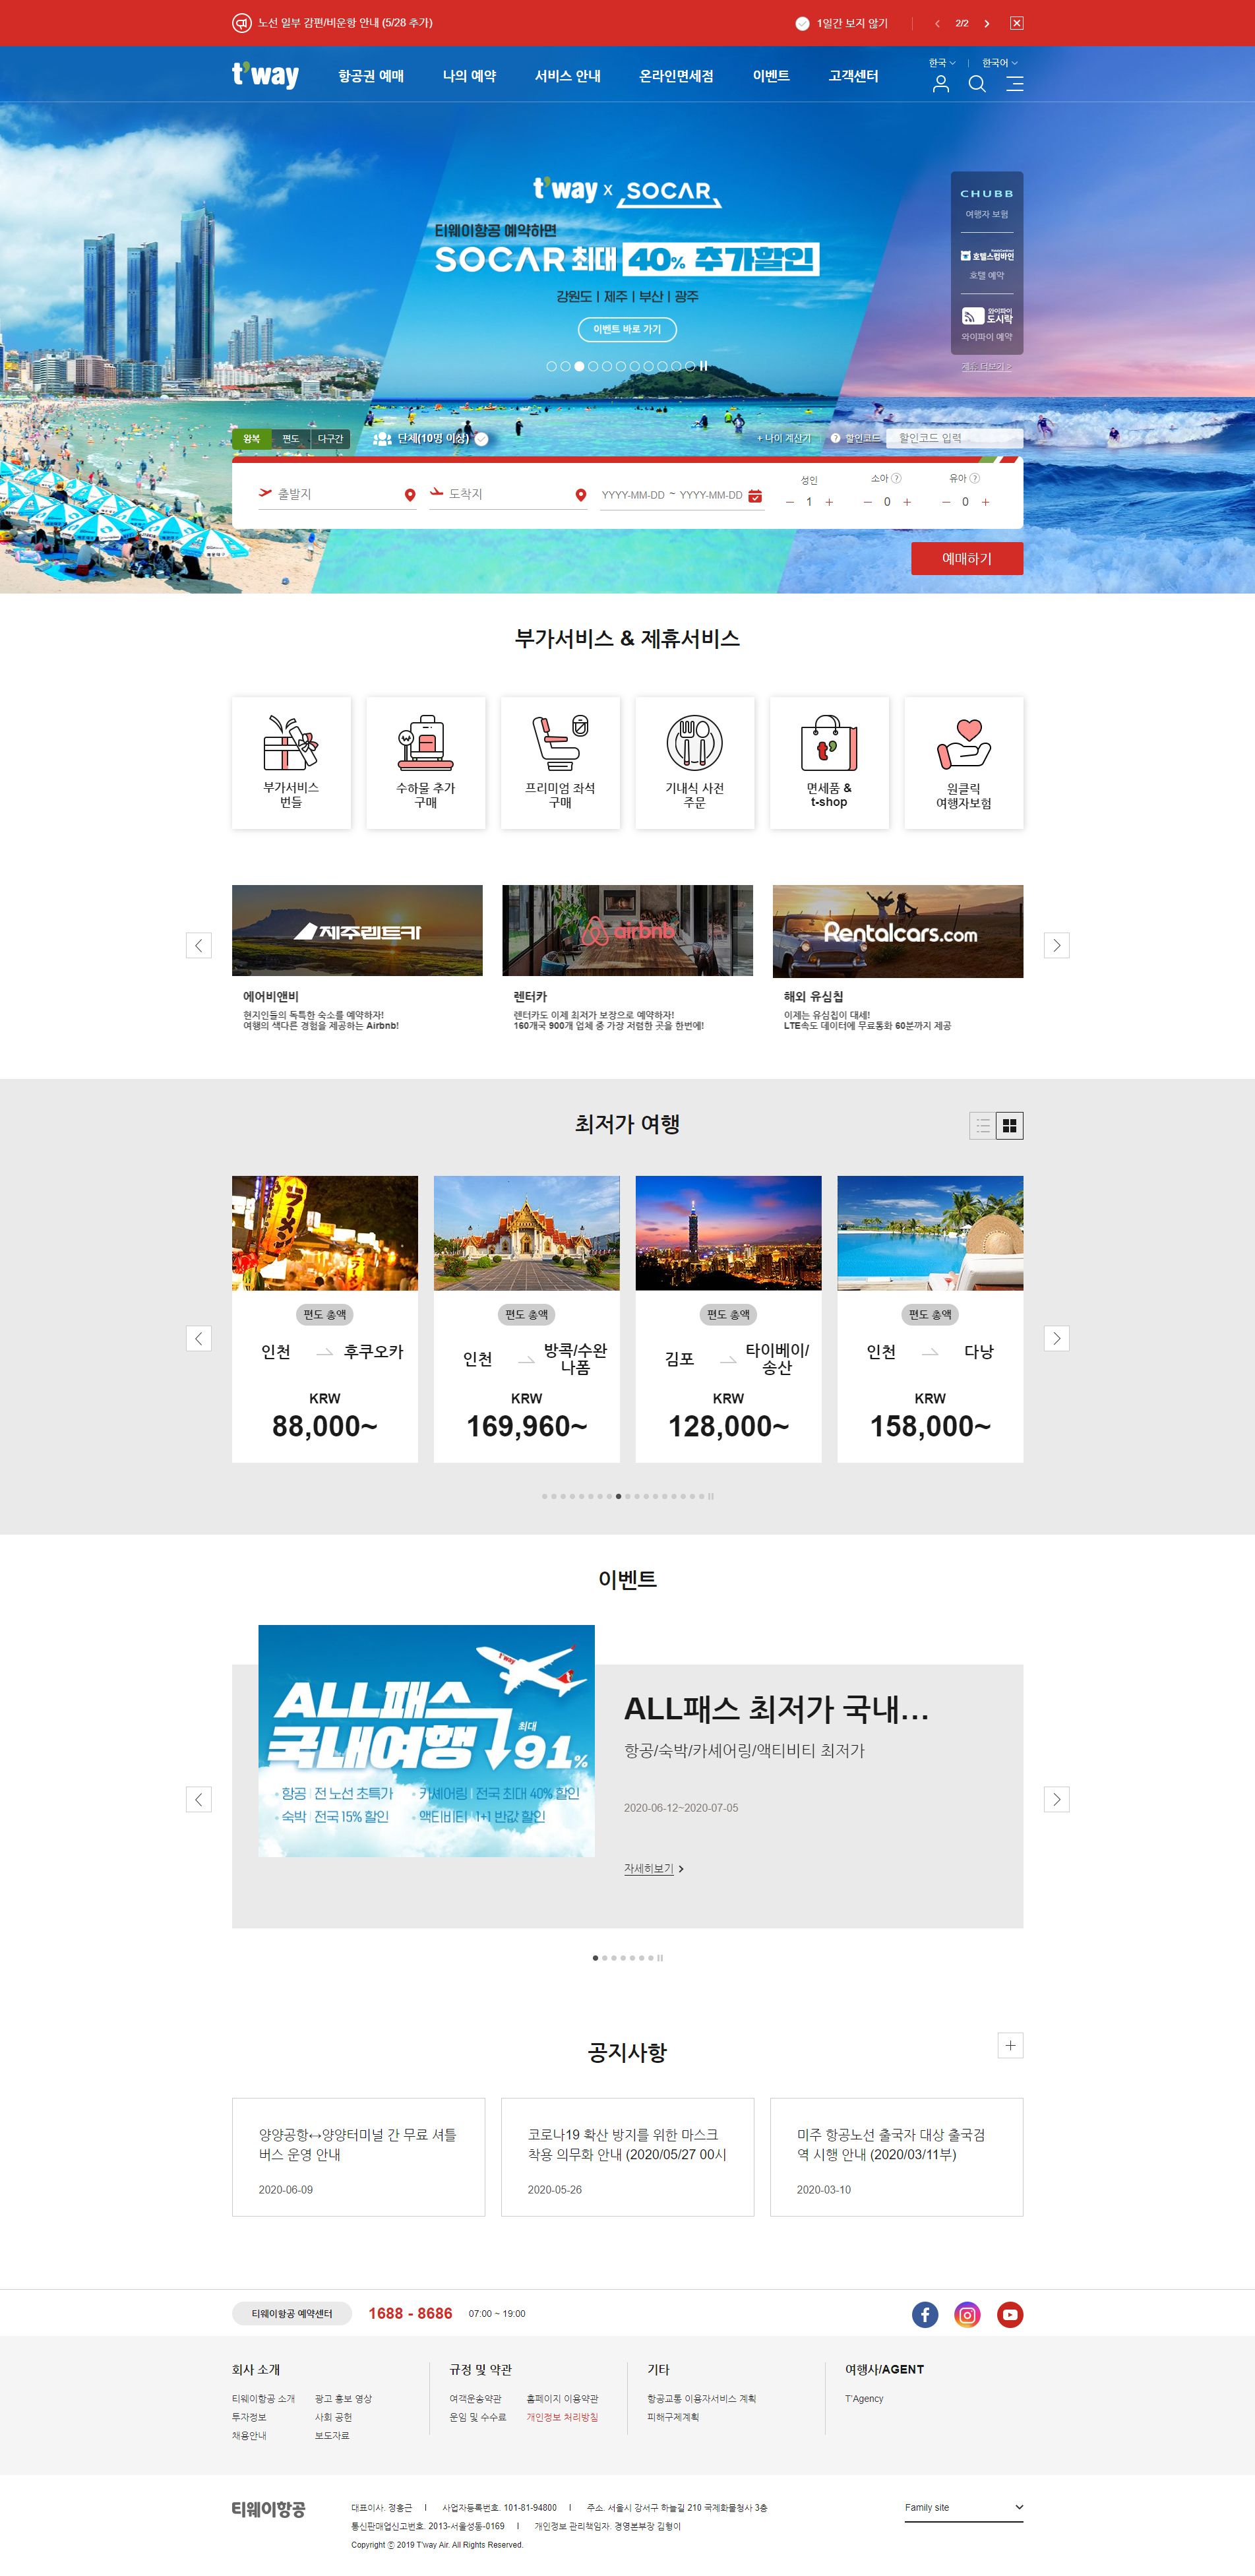 노선 일부 감편/비운항 안내 (5/28 추가)
1일간 보지 않기
2/2
t'way
항공권 예매
나의 예약
서비스 안내
온라인면세점
이벤트
고객센터
한국
한국어
t'way x SOCAR
티웨이항공 예약하면
SOCAR 최대 40% 추가할인
강원도 | 제주 | 부산 | 광주
이벤트 바로 가기
CHUBB
여행자 보험
호텔스컴바인
호텔 예약
와이파이
도시락
와이파이 예약
제휴 더보기 >
왕복
편도
다구간
단체(10명 이상)
+ 나이 계산기
? 할인코드
할인코드 입력
출발지
도착지
YYYY-MM-DD ~ YYYY-MM-DD
성인
소아 ?
유아 ?
— 1 +
— 0 +
— 0 +
예매하기
부가서비스 & 제휴서비스
부가서비스
번들
수하물 추가
구매
프리미엄 좌석
구매
기내식 사전
주문
면세품 &
t-shop
원클릭
여행자보험
제주렌트카
airbnb
Rentalcars.com
에어비앤비
현지인들의 독특한 숙소를 예약하자!
여행의 색다른 경험을 제공하는 Airbnb!
렌터카
렌터카도 이제 최저가 보장으로 예약하자!
160개국 900개 업체 중 가장 저렴한 곳을 한번에!
해외 유심칩
이제는 유심칩이 대세!
LTE속도 데이터에 무료통화 60분까지 제공
최저가 여행
ラーメン
편도 총액
인천
후쿠오카
KRW
88,000~
편도 총액
인천
방콕/수완
나폼
KRW
169,960~
편도 총액
김포
타이베이/
송산
KRW
128,000~
편도 총액
인천
다낭
KRW
158,000~
이벤트
t'way
ALL패스
국내여행
최대
91%
항공 | 전 노선 초특가
카셰어링 | 전국 최대 40% 할인
숙박 | 전국 15% 할인
액티비티 | 1+1 반값 할인
ALL패스 최저가 국내...
항공/숙박/카셰어링/액티비티 최저가
2020-06-12~2020-07-05
자세히보기
공지사항
양양공항↔양양터미널 간 무료 셔틀
버스 운영 안내
2020-06-09
코로나19 확산 방지를 위한 마스크
착용 의무화 안내 (2020/05/27 00시
2020-05-26
미주 항공노선 출국자 대상 출국검
역 시행 안내 (2020/03/11부)
2020-03-10
티웨이항공 예약센터
1688 - 8686
07:00 ~ 19:00
회사 소개
티웨이항공 소개
광고 홍보 영상
투자정보
사회 공헌
채용안내
보도자료
규정 및 약관
여객운송약관
홈페이지 이용약관
운임 및 수수료
개인정보 처리방침
기타
항공교통 이용자서비스 계획
피해구제계획
여행사/AGENT
T'Agency
티웨이항공
대표이사. 정홍근 | 사업자등록번호. 101-81-94800 | 주소. 서울시 강서구 하늘길 210 국제화물청사 3층
통신판매업신고번호. 2013-서울성동-0169 | 개인정보 관리책임자. 경영본부장 김형이
Copyright ⓒ 2019 T'way Air. All Rights Reserved.
Family site